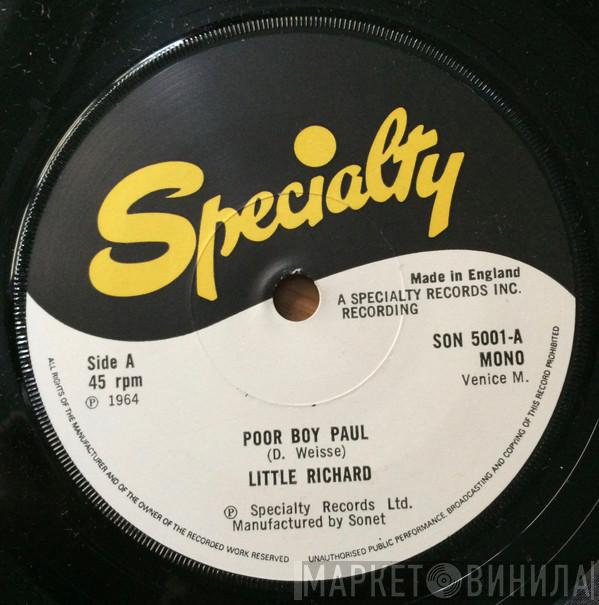 Specialty
Made in England
A SPECIALTY RECORDS INC.
RECORDING
SON 5001-A
MONO
Venice M.
Side A
45 rpm
Ⓟ 1964
POOR BOY PAUL
(D. Weisse)
LITTLE RICHARD
Ⓟ Specialty Records Ltd.
Manufactured by Sonet
ALL RIGHTS OF THE MANUFACTURER AND OF THE OWNER OF THE RECORDED WORK RESERVED
UNAUTHORISED PUBLIC PERFORMANCE, BROADCASTING AND COPYING OF THIS RECORD PROHIBITED
МАРКЕТ ВИНИЛА